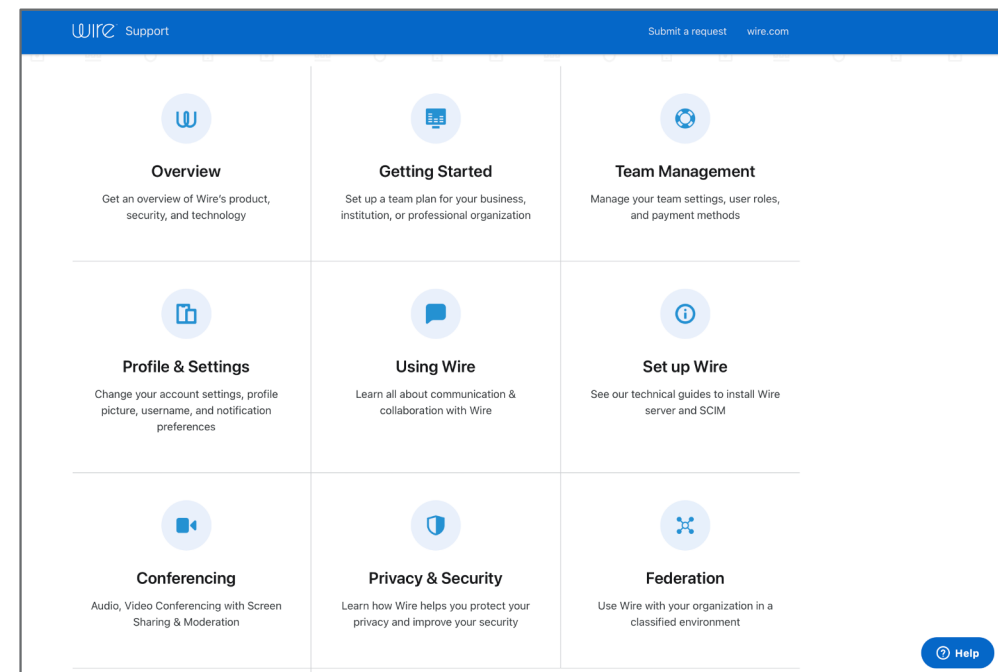 wire Support
Submit a request wire.com
Overview
Get an overview of Wire's product,
security, and technology
Getting Started
Set up a team plan for your business,
institution, or professional organization
Team Management
Manage your team settings, user roles,
and payment methods
Profile & Settings
Change your account settings, profile
picture, username, and notification
preferences
Using Wire
Learn all about communication &
collaboration with Wire
Set up Wire
See our technical guides to install Wire
server and SCIM
Conferencing
Audio, Video Conferencing with Screen
Sharing & Moderation
Privacy & Security
Learn how Wire helps you protect your
privacy and improve your security
Federation
Use Wire with your organization in a
classified environment
Help